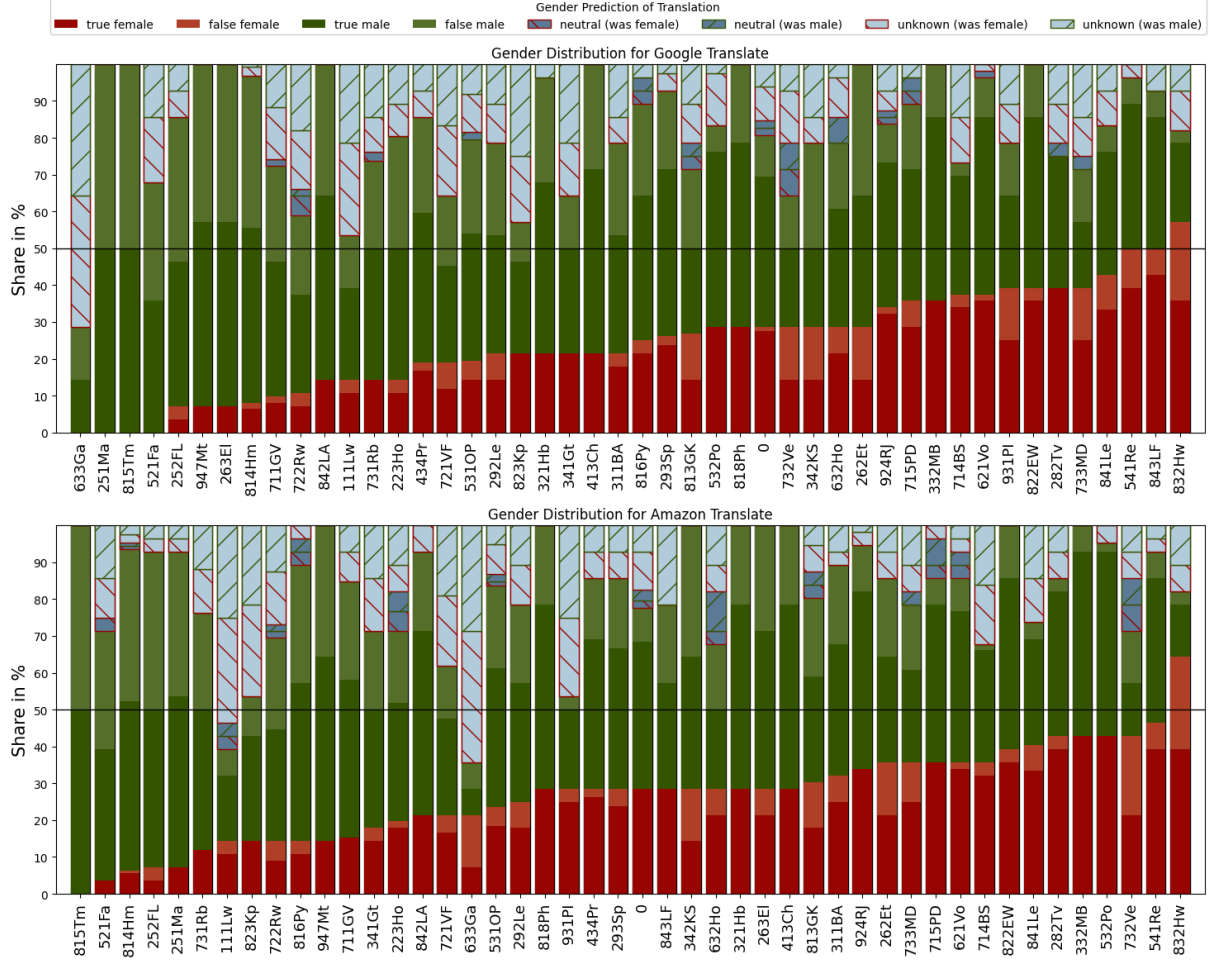 Gender Prediction of Translation
true female false female true male false male neutral (was female) neutral (was male) unknown (was female) unknown (was male)
Gender Distribution for Google Translate
Share in %
90
80
70
60
50
40
30
20
10
0
633Ga 251Ma 815Tm 521Fa 252FL 947Mt 263El 814Hm 711GV 722Rw 842LA 111Lw 731Rb 223Ho 434Pr 721VF 531OP 292Le 823Kp 321Hb 341Gt 413Ch 311BA 816Py 293Sp 813GK 532Po 818Ph 0 732Ve 342KS 632Ho 262Et 924RJ 715PD 332MB 714BS 621Vo 931Pl 822EW 282Tv 733MD 841Le 541Re 843LF 832Hw
Gender Distribution for Amazon Translate
Share in %
90
80
70
60
50
40
30
20
10
0
815Tm 521Fa 814Hm 252FL 251Ma 731Rb 111Lw 823Kp 722Rw 816Py 947Mt 711GV 341Gt 223Ho 842LA 721VF 633Ga 531OP 292Le 818Ph 931Pl 434Pr 293Sp 0 843LF 342KS 632Ho 321Hb 263El 413Ch 813GK 311BA 924RJ 262Et 733MD 715PD 621Vo 714BS 822EW 841Le 282Tv 332MB 532Po 732Ve 541Re 832Hw